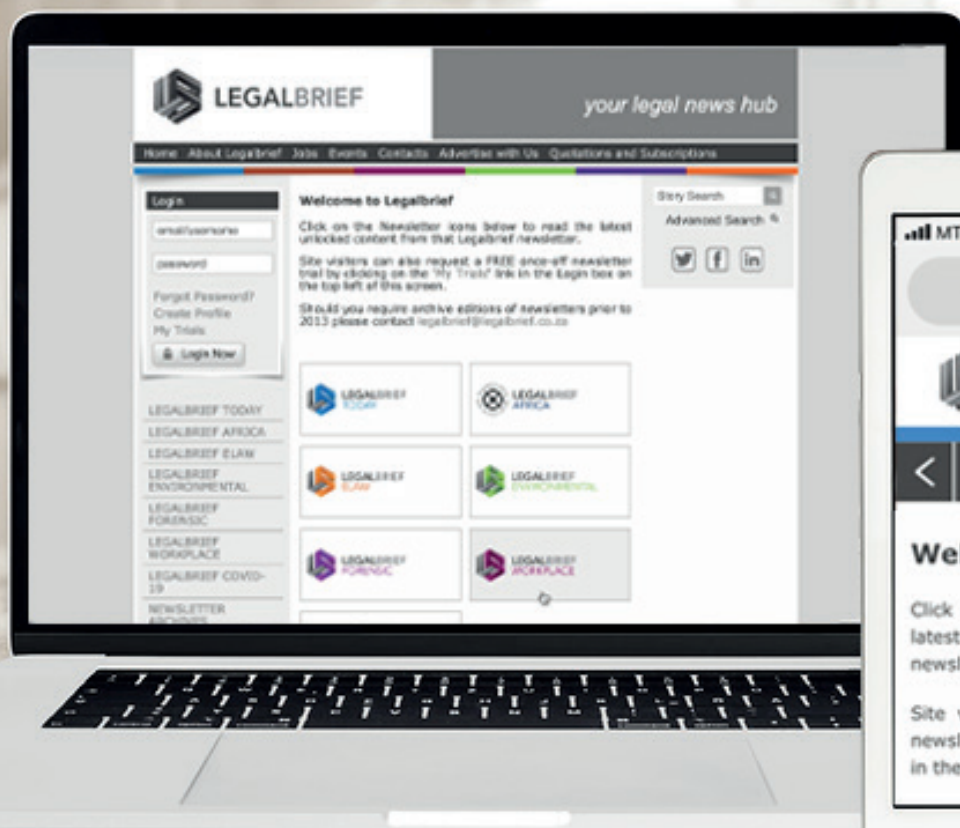 LEGALBRIEF
your legal news hub
Home About Legalbrief Jobs Events Contacts Advertise with Us Quotations and Subscriptions
Login
email/username
password
Forgot Password?
Create Profile
My Trials
Login Now
Welcome to Legalbrief
Click on the Newsletter icons below to read the latest
unlocked content from that Legalbrief newsletter.
Site visitors can also request a FREE once-off newsletter
trial by clicking on the 'My Trials' link in the Login box on
the top left of this screen.
Should you require archive editions of newsletters prior to
2013 please contact legalbrief@legalbrief.co.za
Story Search
Advanced Search
LEGALBRIEF TODAY
LEGALBRIEF AFRICA
LEGALBRIEF ELAW
LEGALBRIEF
ENVIRONMENTAL
LEGALBRIEF
FORENSIC
LEGALBRIEF
WORKPLACE
LEGALBRIEF COVID-
19
NEWSLETTER
ARCHIVES
LEGALBRIEF
TODAY
LEGALBRIEF
AFRICA
LEGALBRIEF
ELAW
LEGALBRIEF
ENVIRONMENTAL
LEGALBRIEF
FORENSIC
LEGALBRIEF
WORKPLACE
MT
Wel
Click
latest
newsl
Site v
newsl
in the